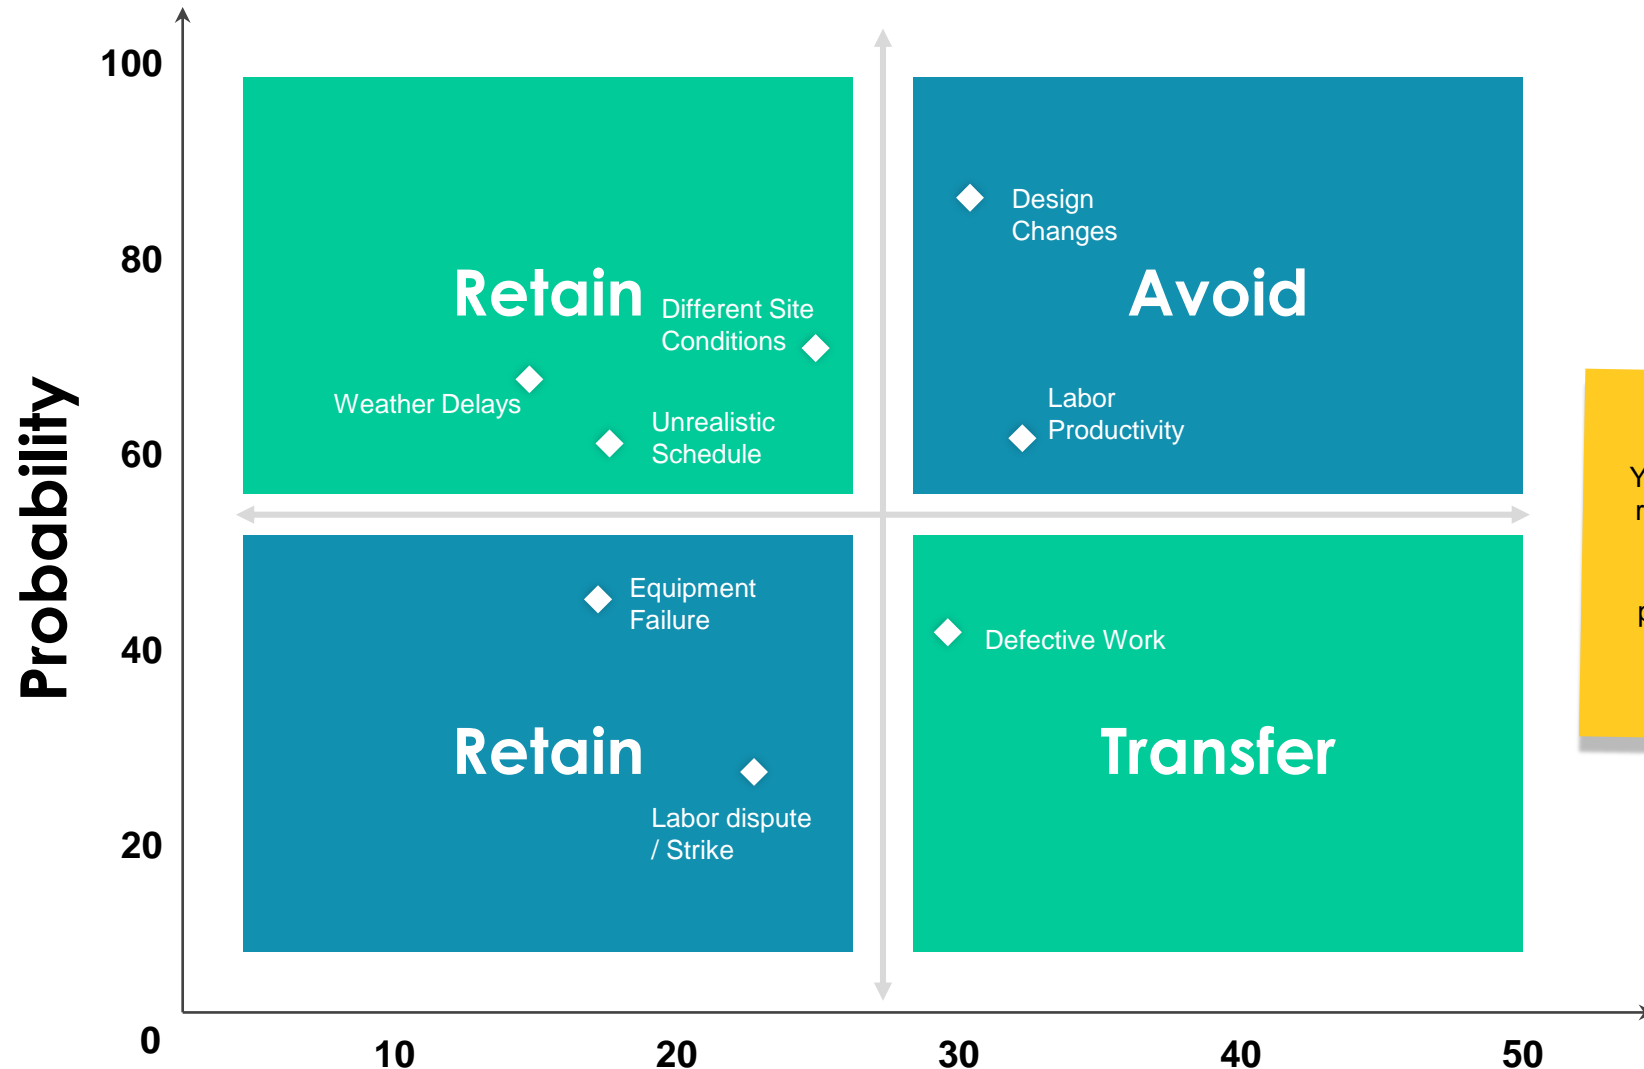 Probability
100
80
60
40
20
0
Retain
Different Site
Conditions
Weather Delays
Unrealistic
Schedule
Avoid
Design
Changes
Labor
Productivity
Retain
Equipment
Failure
Labor dispute
/ Strike
Transfer
Defective Work
10
20
30
40
50